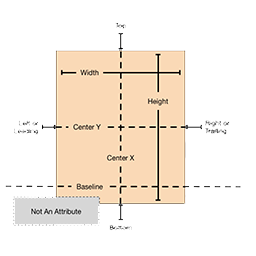 Top
Width
Height
Left or
Leading
Center Y
Right or
Trailing
Center X
Baseline
Not An Attribute
Bottom